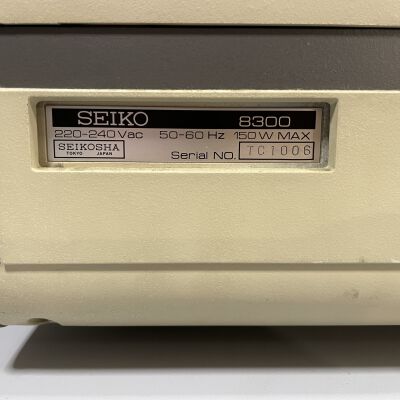 SEIKO 8300
220-240Vac 50-60 Hz 150W MAX
SEIKOSHA
TOKYO JAPAN
Serial NO. TC1006